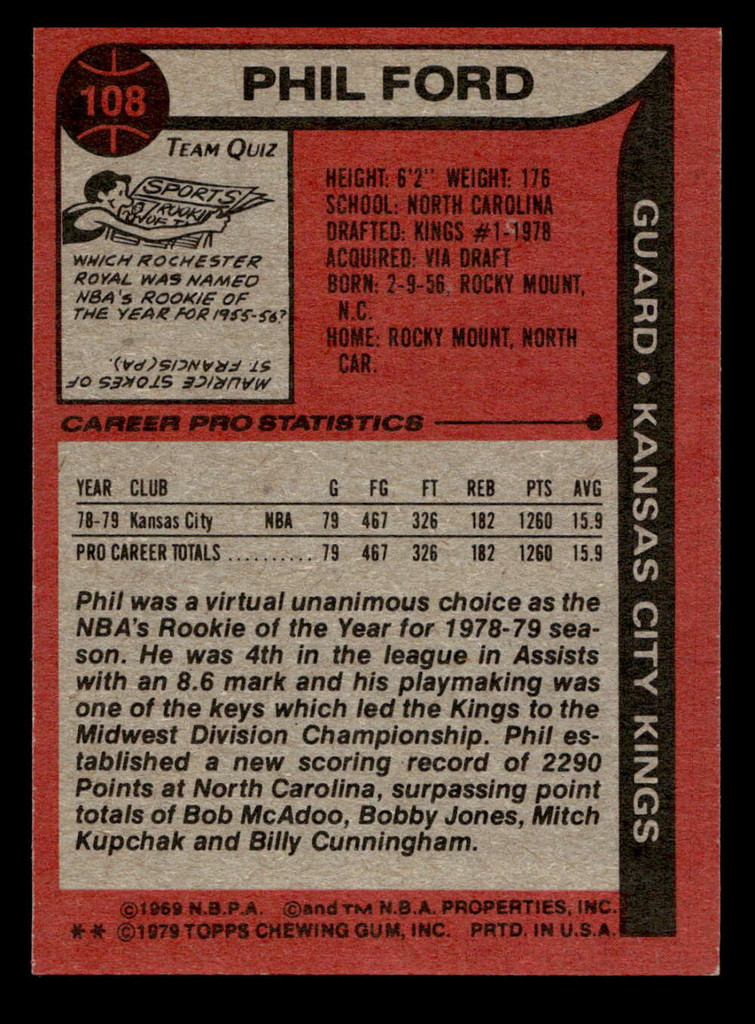 108
PHIL FORD
TEAM QUIZ
SPORTS
ROOKI
OF T
WHICH ROCHESTER
ROYAL WAS NAMED
NBA'S ROOKIE OF
THE YEAR FOR 1955-56?
MAURICE STOKES OF
ST. FRANCIS (PA).
HEIGHT: 6'2" WEIGHT: 176
SCHOOL: NORTH CAROLINA
DRAFTED: KINGS #1-1978
ACQUIRED: VIA DRAFT
BORN: 2-9-56, ROCKY MOUNT,
N.C.
HOME: ROCKY MOUNT, NORTH
CAR.
GUARD • KANSAS CITY KINGS
CAREER PRO STATISTICS
YEAR CLUB G FG FT REB PTS AVG
78-79 Kansas City NBA 79 467 326 182 1260 15.9
PRO CAREER TOTALS .......... 79 467 326 182 1260 15.9
Phil was a virtual unanimous choice as the
NBA's Rookie of the Year for 1978-79 sea-
son. He was 4th in the league in Assists
with an 8.6 mark and his playmaking was
one of the keys which led the Kings to the
Midwest Division Championship. Phil es-
tablished a new scoring record of 2290
Points at North Carolina, surpassing point
totals of Bob McAdoo, Bobby Jones, Mitch
Kupchak and Billy Cunningham.
©1969 N.B.P.A. ©and TM N.B.A. PROPERTIES, INC.
** ©1979 TOPPS CHEWING GUM, INC. PRTD. IN U.S.A.